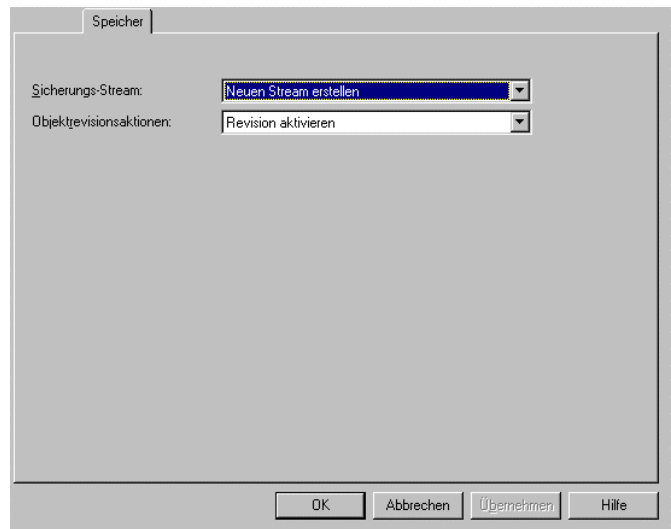 Speicher
Sicherungs-Stream: Neuen Stream erstellen
Objektrevisionsaktionen: Revision aktivieren
OK Abbrechen Übernehmen Hilfe